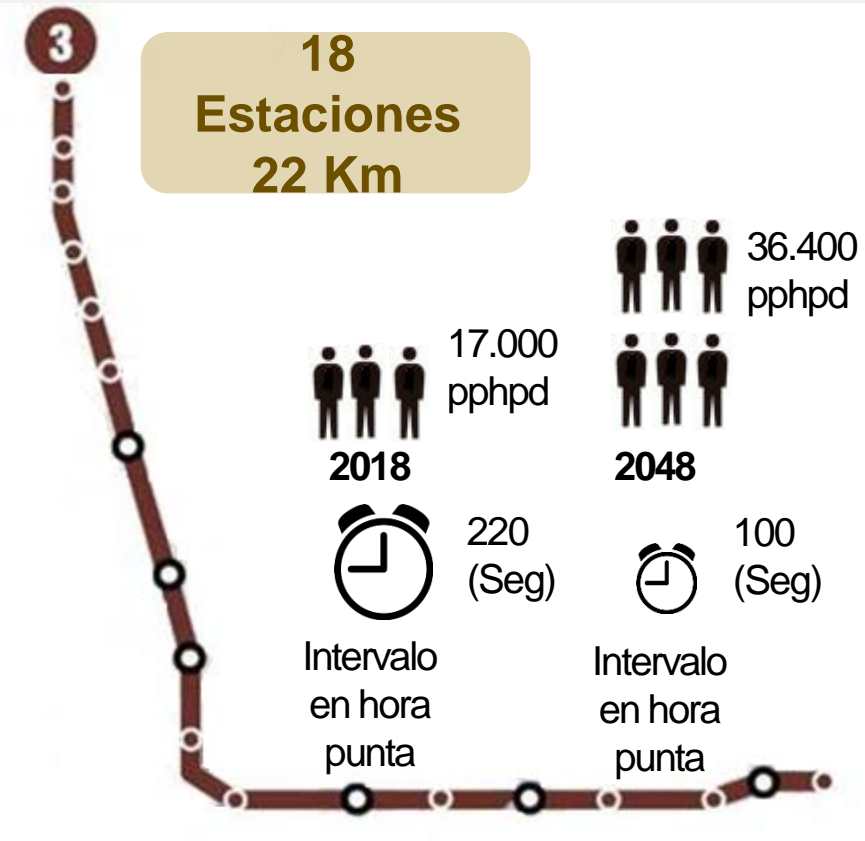 3
18
Estaciones
22 Km
36.400
pphpd
17.000
pphpd
2018
2048
220
(Seg)
100
(Seg)
Intervalo
en hora
punta
Intervalo
en hora
punta